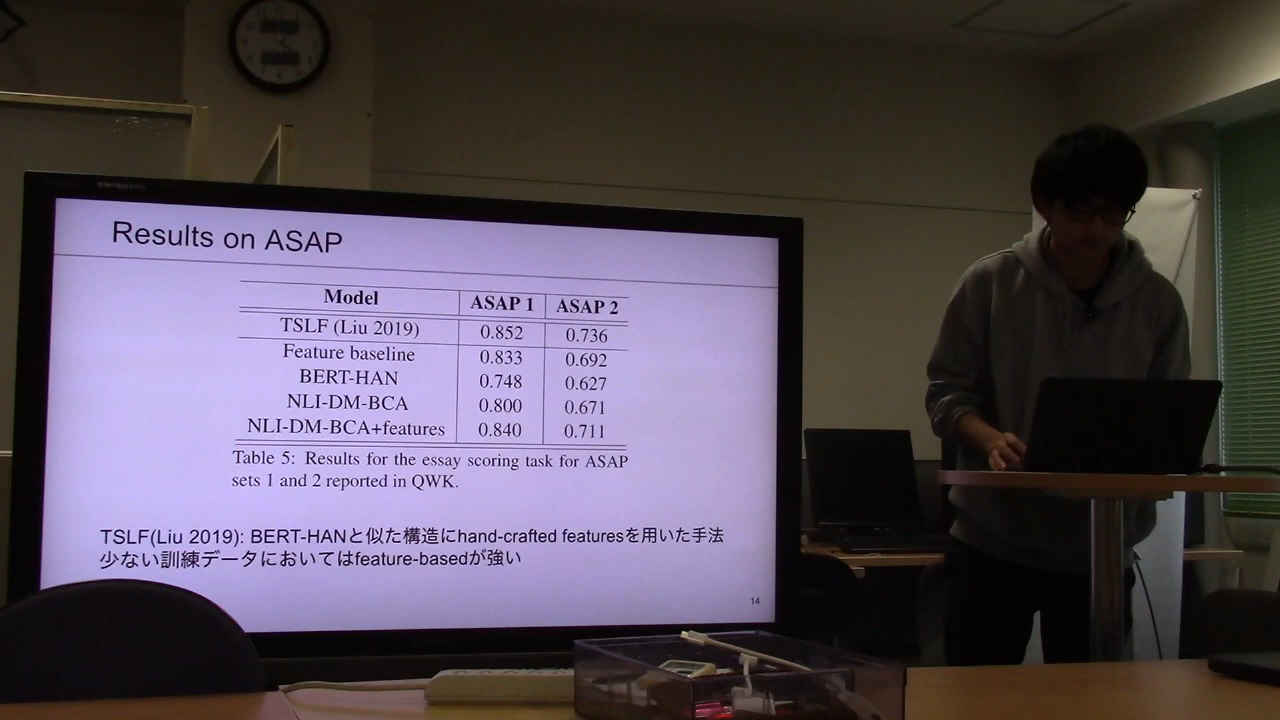 Results on ASAP
Model ASAP 1 ASAP 2
TSLF (Liu 2019) 0.852 0.736
Feature baseline 0.833 0.692
BERT-HAN 0.748 0.627
NLI-DM-BCA 0.800 0.671
NLI-DM-BCA+features 0.840 0.711
Table 5: Results for the essay scoring task for ASAP
sets 1 and 2 reported in QWK.
TSLF(Liu 2019): BERT-HANと似た構造にhand-crafted featuresを用いた手法
少ない訓練データにおいてはfeature-basedが強い
14